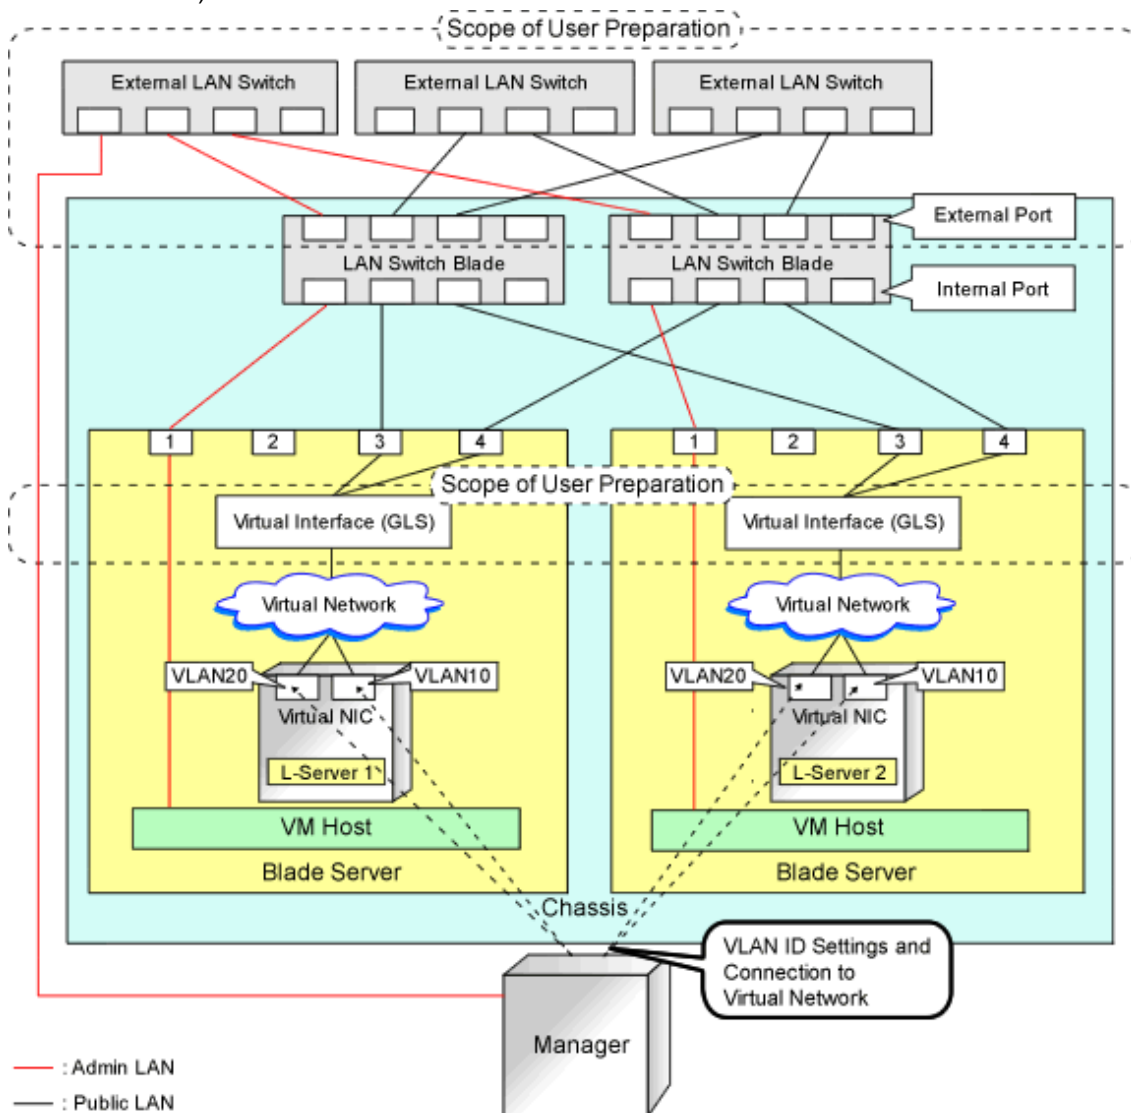 )
Scope of User Preparation
External LAN Switch
External LAN Switch
External LAN Switch
External Port
LAN Switch Blade
LAN Switch Blade
Internal Port
1
2
3
4
1
2
3
4
Scope of User Preparation
Virtual Interface (GLS)
Virtual Interface (GLS)
Virtual Network
Virtual Network
VLAN20
VLAN10
VLAN20
VLAN10
Virtual NIC
Virtual NIC
L-Server 1
L-Server 2
VM Host
VM Host
Blade Server
Blade Server
Chassis
VLAN ID Settings and
Connection to
Virtual Network
Manager
: Admin LAN
: Public LAN